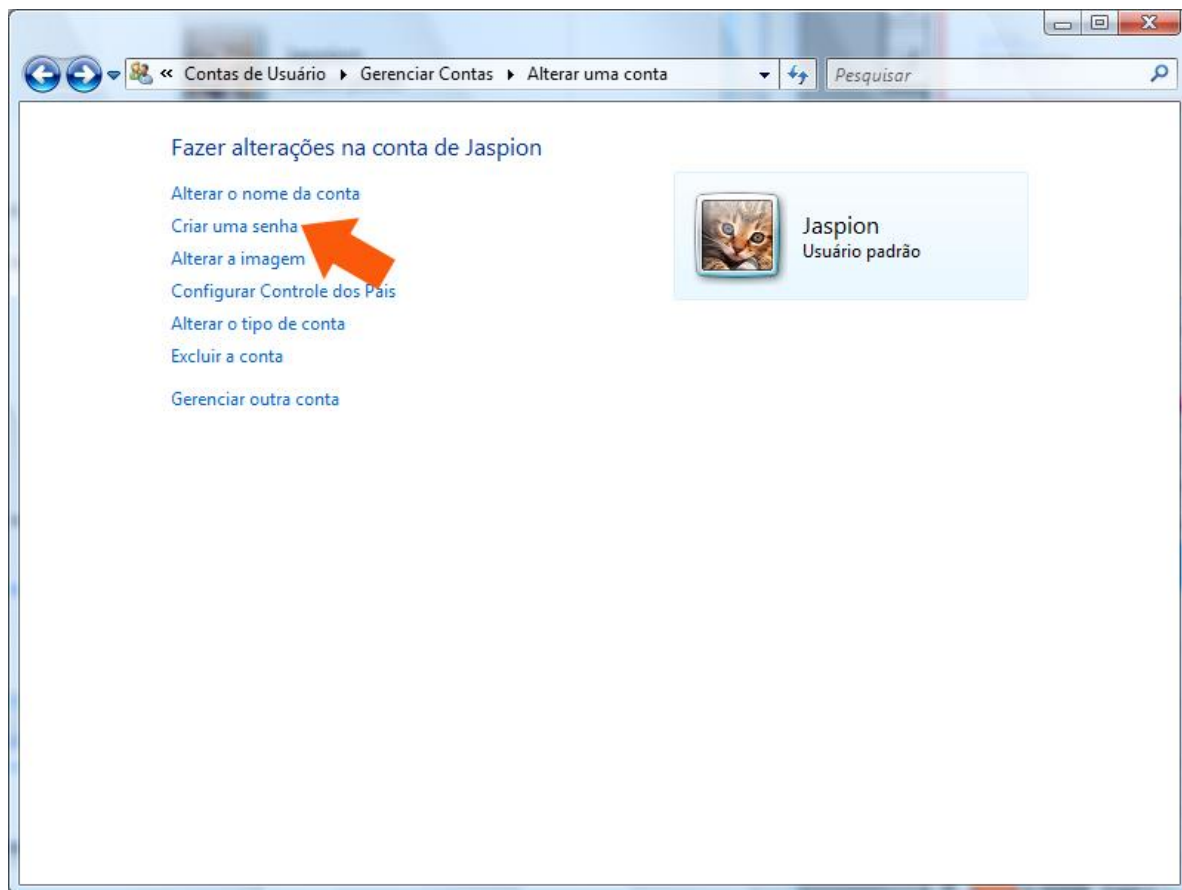 « Contas de Usuário Gerenciar Contas Alterar uma conta Pesquisar
Fazer alterações na conta de Jaspion
Alterar o nome da conta
Criar uma senha
Alterar a imagem
Configurar Controle dos Pais
Alterar o tipo de conta
Excluir a conta
Gerenciar outra conta
Jaspion
Usuário padrão